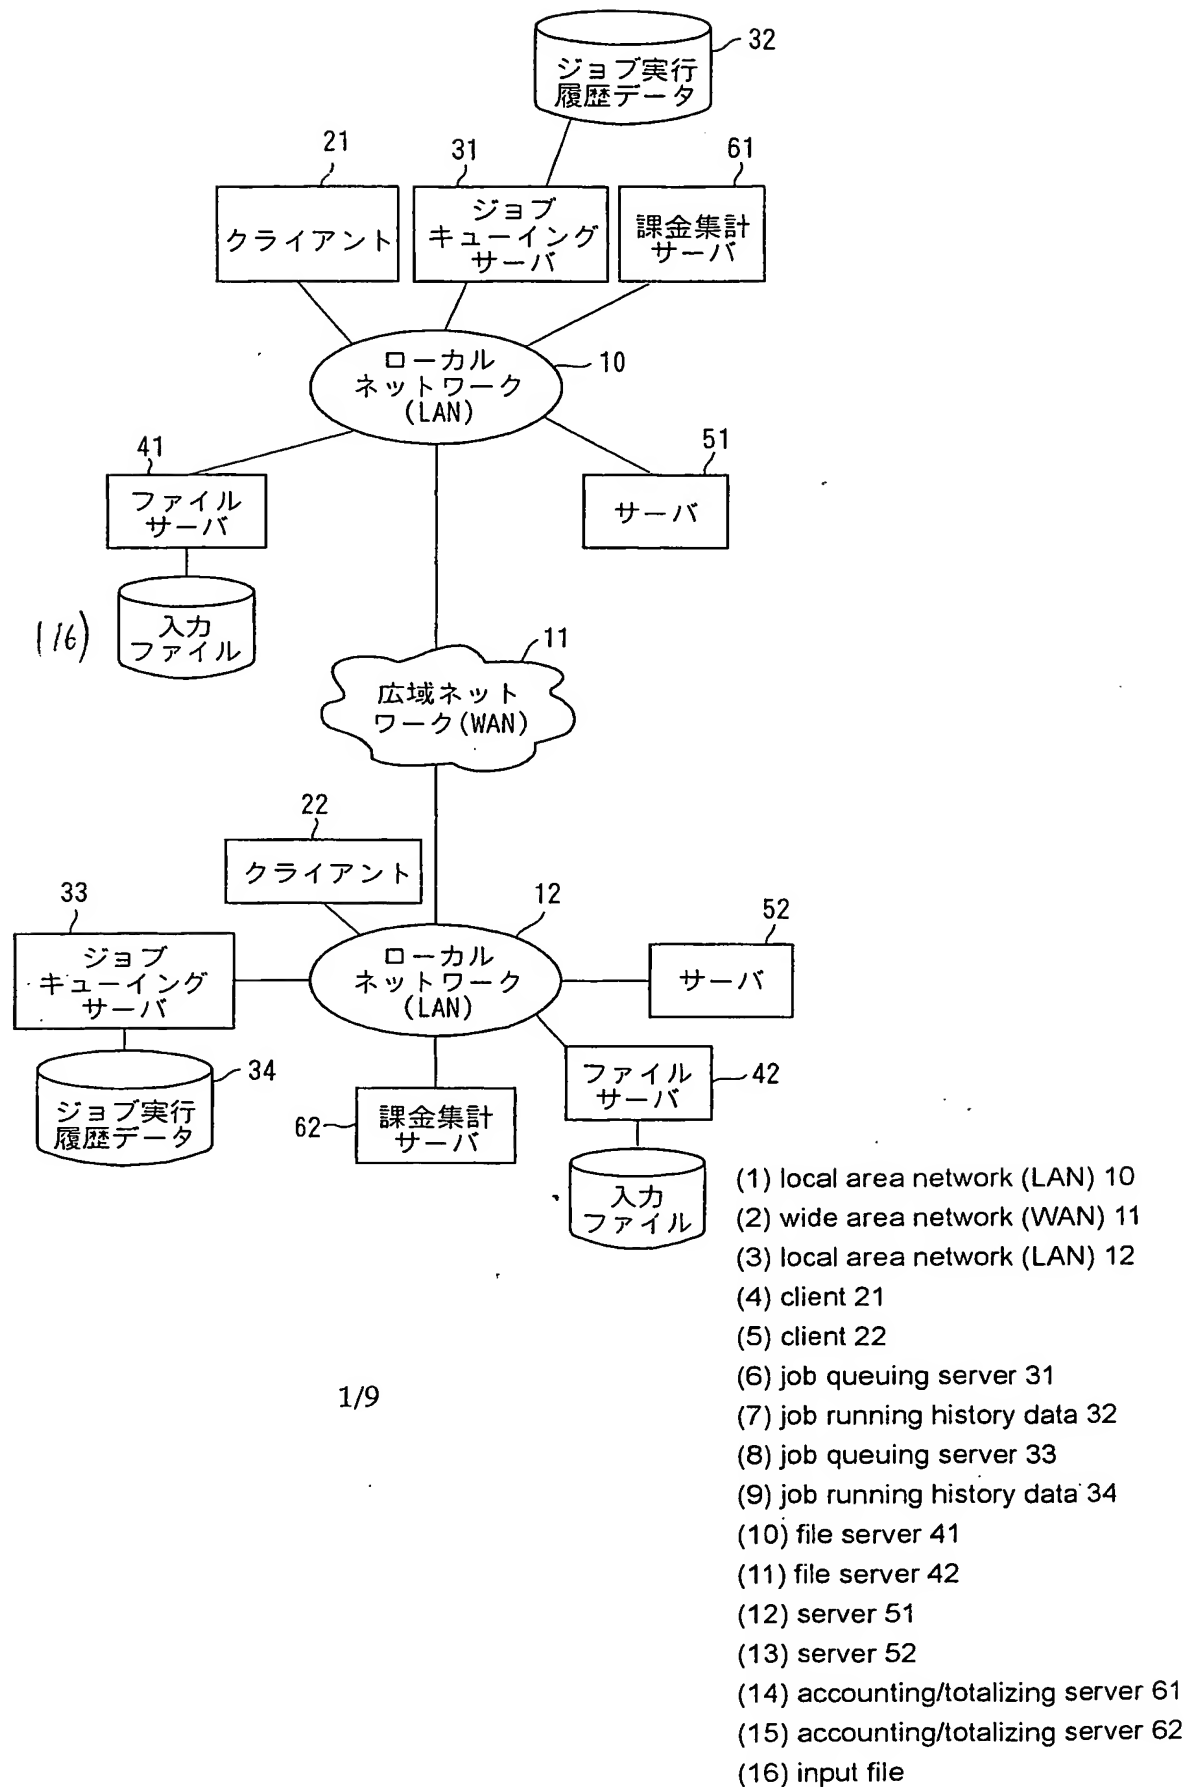 32
ジョブ実行
履歴データ
21
31
61
クライアント
ジョブ
キューイング
サーバ
課金集計
サーバ
ローカル
ネットワーク
(LAN)
10
41
51
ファイル
サーバ
サーバ
(16)
入力
ファイル
11
広域ネット
ワーク(WAN)
22
クライアント
33
12
52
ジョブ
キューイング
サーバ
ローカル
ネットワーク
(LAN)
サーバ
34
ジョブ実行
履歴データ
62
課金集計
サーバ
ファイル
サーバ
42
入力
ファイル
(1) local area network (LAN) 10
(2) wide area network (WAN) 11
(3) local area network (LAN) 12
(4) client 21
(5) client 22
(6) job queuing server 31
(7) job running history data 32
(8) job queuing server 33
(9) job running history data 34
(10) file server 41
(11) file server 42
(12) server 51
(13) server 52
(14) accounting/totalizing server 61
(15) accounting/totalizing server 62
(16) input file
1/9